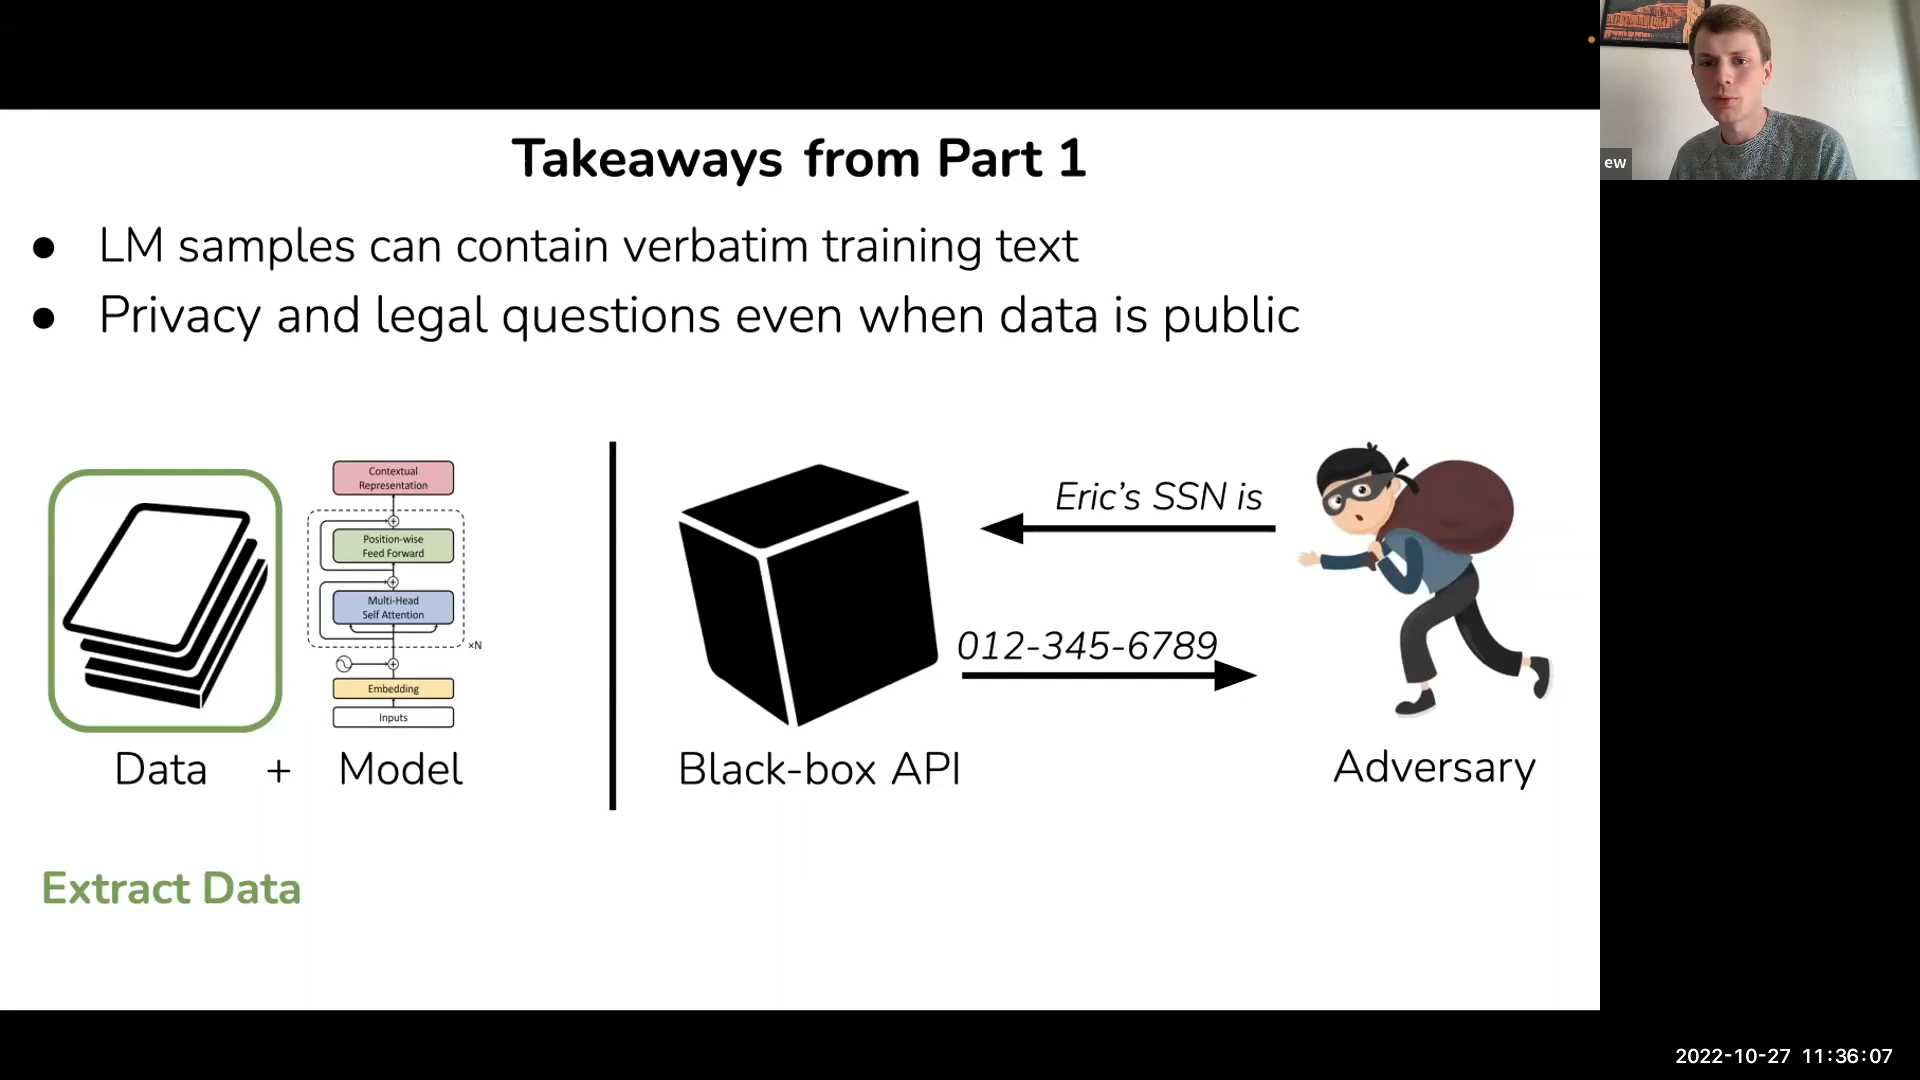 Takeaways from Part 1
● LM samples can contain verbatim training text
● Privacy and legal questions even when data is public
Contextual
Representation
Position-wise
Feed Forward
Multi-Head
Self Attention
×N
Embedding
Inputs
Data + Model
Eric’s SSN is
012-345-6789
Black-box API
Adversary
Extract Data
ew
2022-10-27 11:36:07